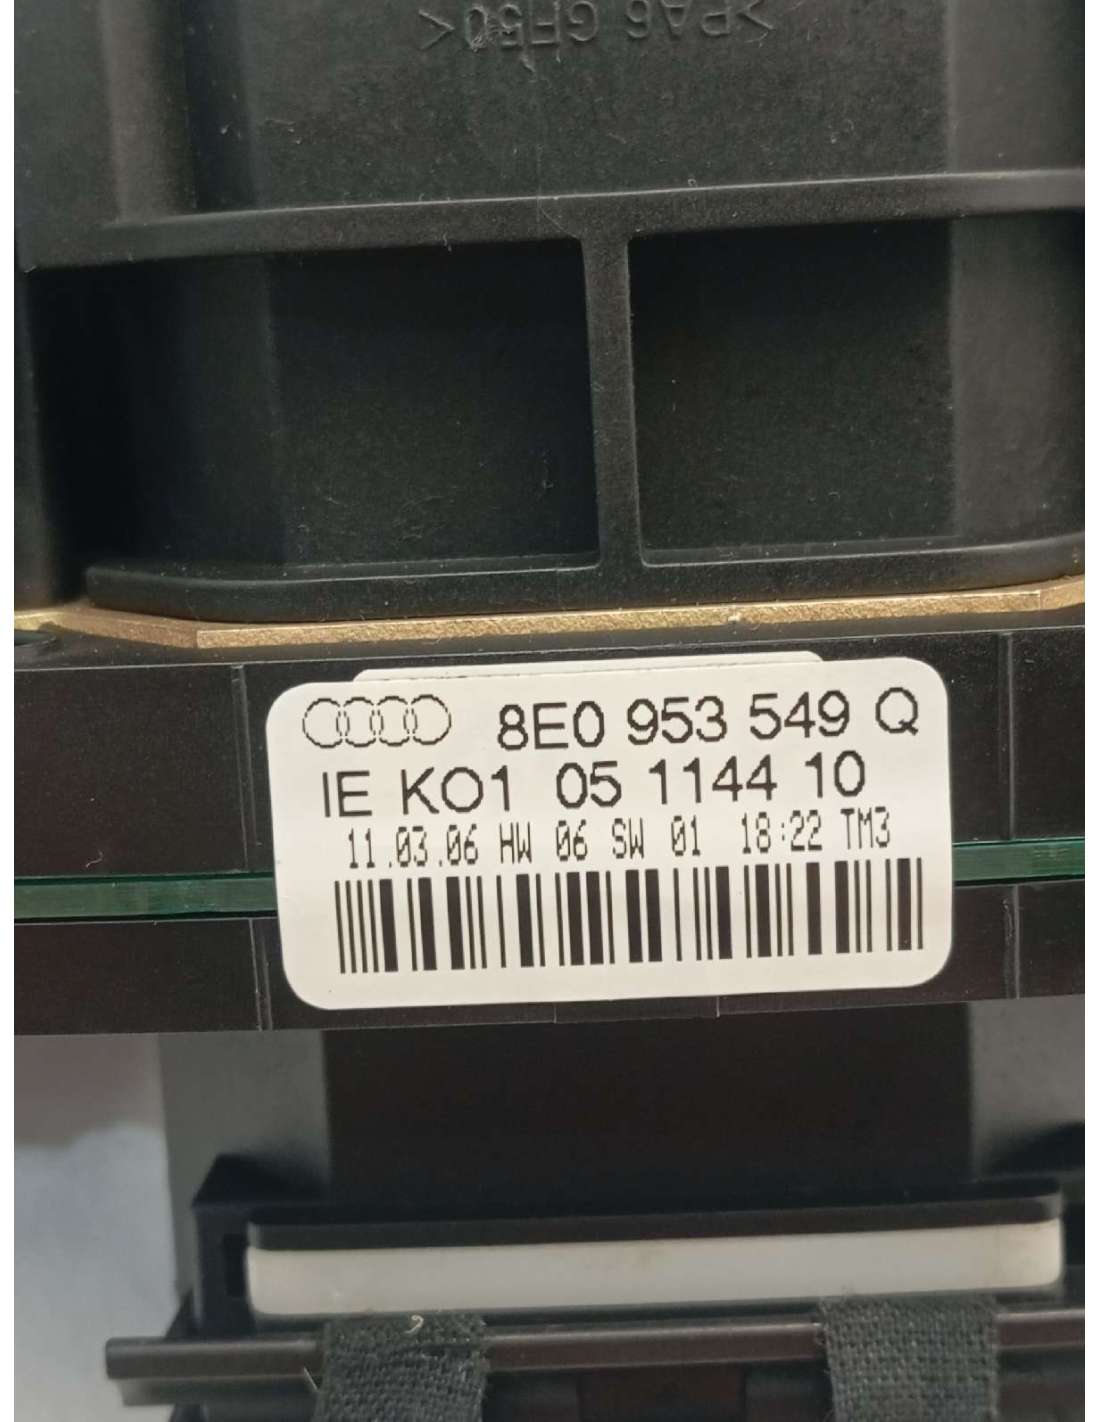 >PA6 GF50<
8E0 953 549 Q
IE KO1 05 1144 10
11.03.06 HW 06 SW 01 18:22 TM3